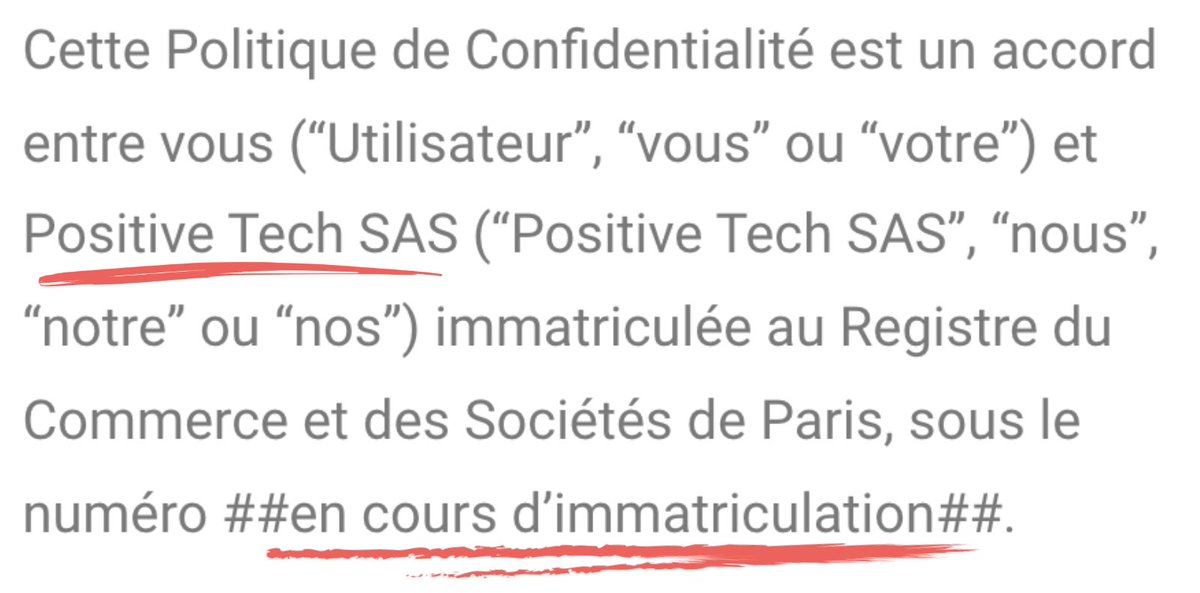 Cette Politique de Confidentialité est un accord
entre vous (“Utilisateur”, “vous” ou “votre”) et
Positive Tech SAS (“Positive Tech SAS”, “nous”,
“notre” ou “nos”) immatriculée au Registre du
Commerce et des Sociétés de Paris, sous le
numéro ##en cours d’immatriculation##.